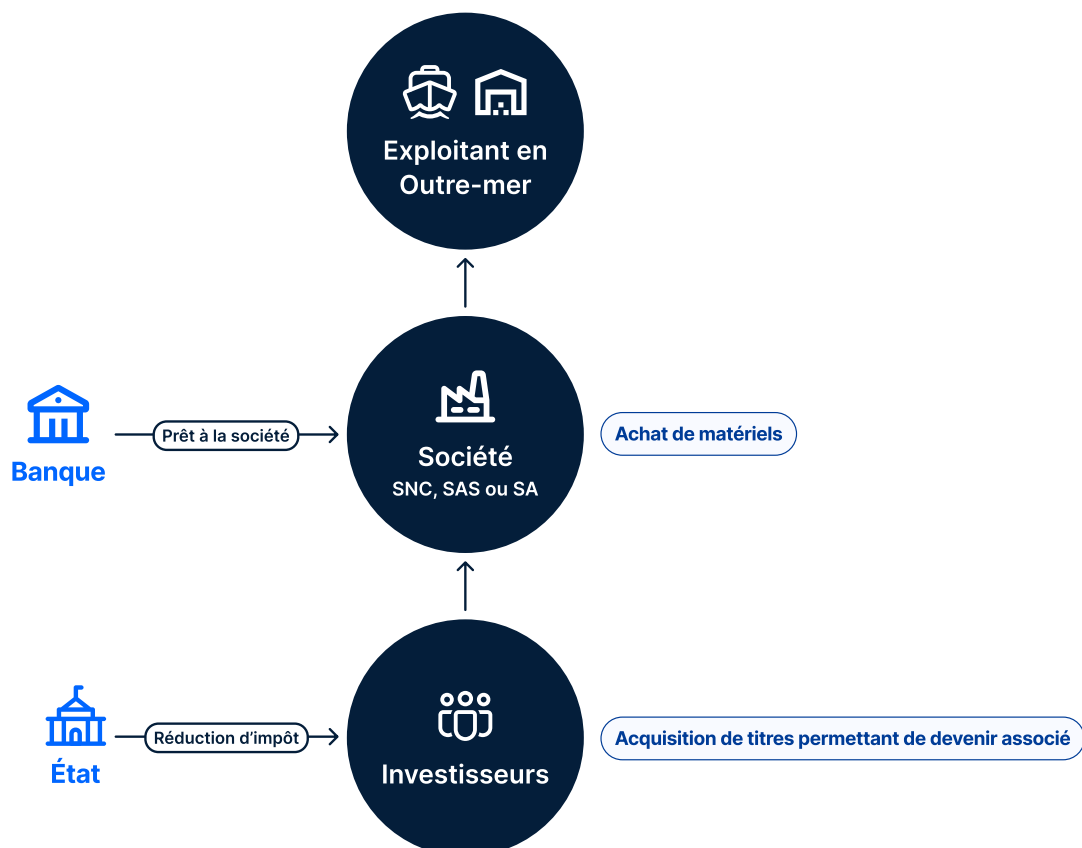 Exploitant en
Outre-mer
Banque
Prêt à la société
Société
SNC, SAS ou SA
Achat de matériels
État
Réduction d’impôt
Investisseurs
Acquisition de titres permettant de devenir associé